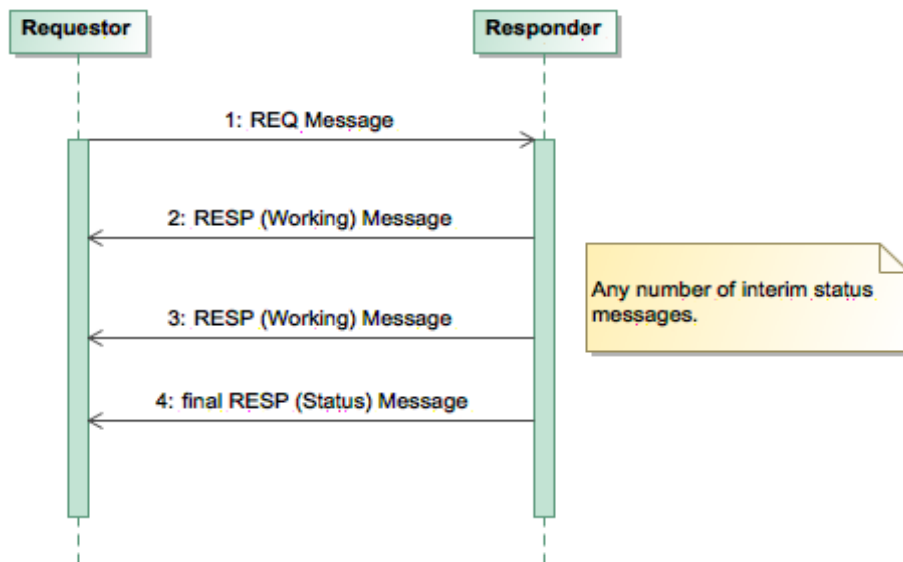 Requestor
Responder
1: REQ Message
2: RESP (Working) Message
Any number of interim status
messages.
3: RESP (Working) Message
4: final RESP (Status) Message